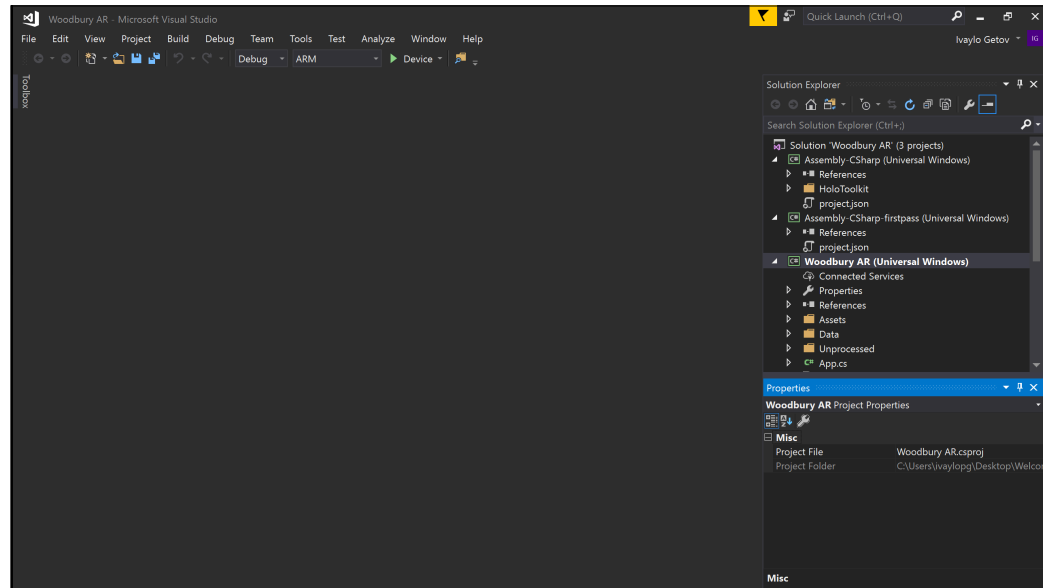 Woodbury AR - Microsoft Visual Studio
Quick Launch (Ctrl+Q)
File Edit View Project Build Debug Team Tools Test Analyze Window Help
Ivaylo Getov IG
Debug ARM Device
Toolbox
Solution Explorer
Search Solution Explorer (Ctrl+;)
Solution 'Woodbury AR' (3 projects)
C# Assembly-CSharp (Universal Windows)
References
HoloToolkit
project.json
C# Assembly-CSharp-firstpass (Universal Windows)
References
project.json
C# Woodbury AR (Universal Windows)
Connected Services
Properties
References
Assets
Data
Unprocessed
C# App.cs
Properties
Woodbury AR Project Properties
Misc
Project File Woodbury AR.csproj
Project Folder C:\Users\ivaylopg\Desktop\Welco
Misc